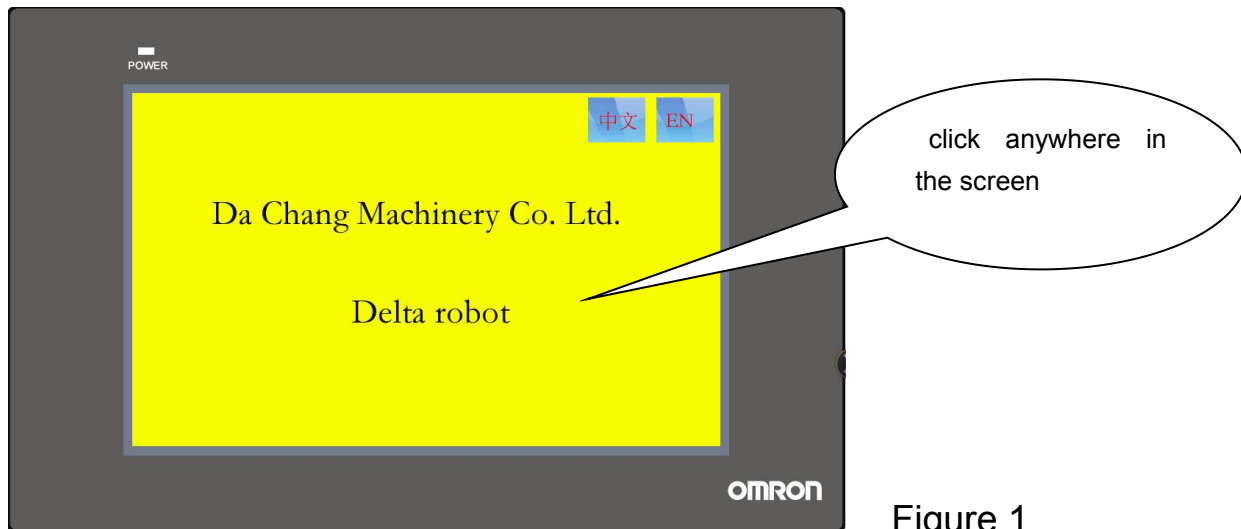 POWER
中文 EN
Da Chang Machinery Co. Ltd.
Delta robot
click anywhere in
the screen
OMRON
Figure 1